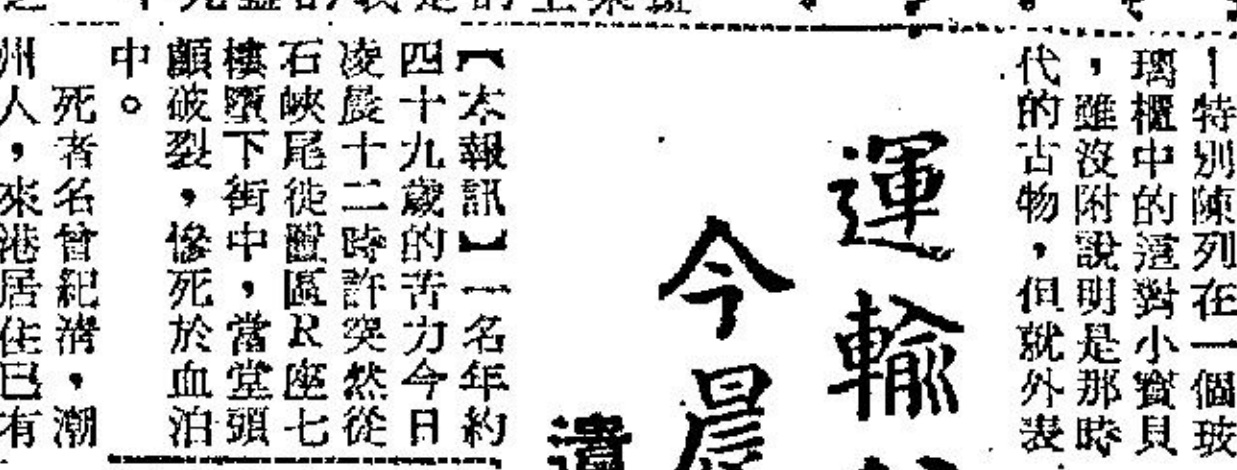 —特別陳列在一個玻
璃櫃中的這對小寶貝
，雖沒附說明是那時
代的古物，但就外表
運輸
今晨
遺
【本報訊】一名年約
四十九歲的苦力今日
凌晨十二時許突然從
石峽尾徙置區R座七
樓墮下街中，當堂頭
顱破裂，慘死於血泊
中。
死者名曾紀清，潮
州人，來港居住已有